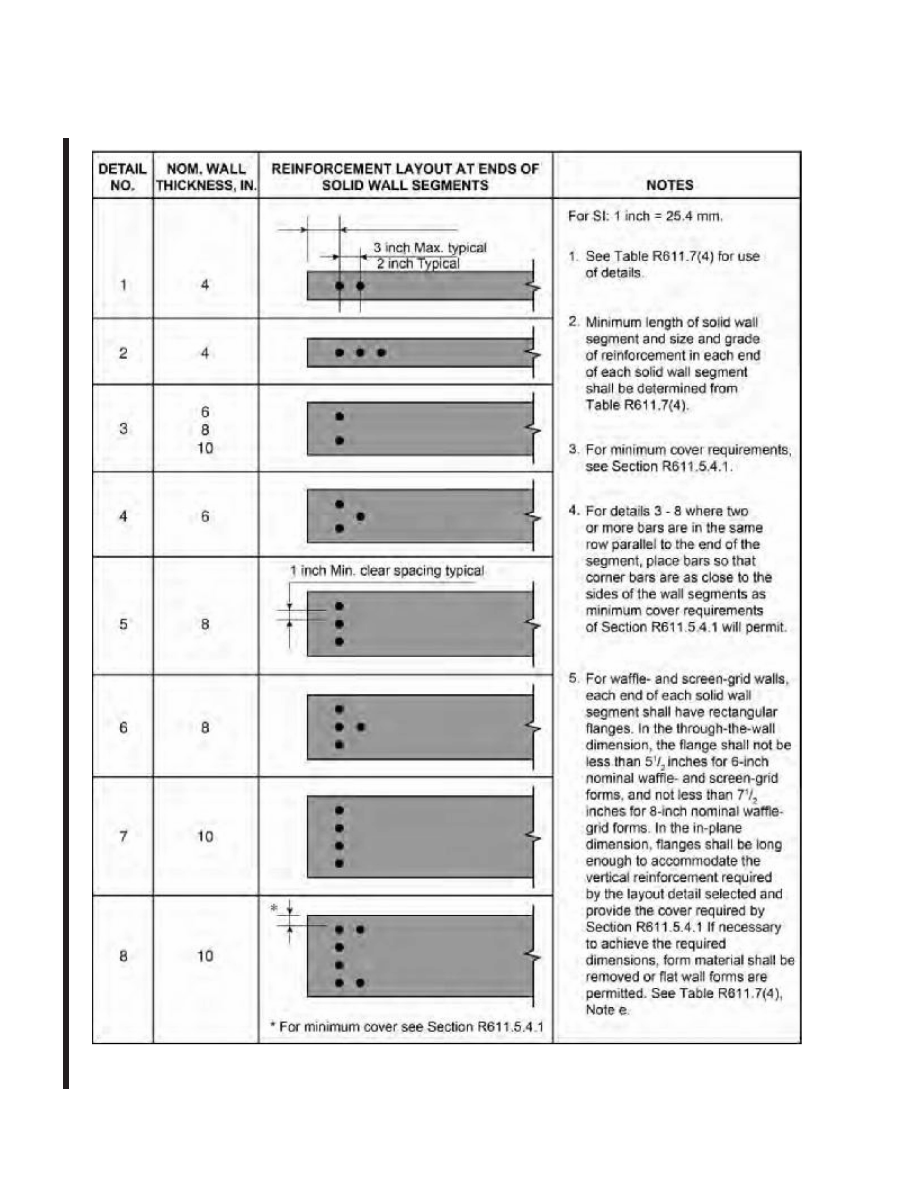 DETAIL
NO.
NOM. WALL
THICKNESS, IN.
REINFORCEMENT LAYOUT AT ENDS OF
SOLID WALL SEGMENTS
NOTES
1
4
3 inch Max. typical
2 inch Typical
2
4
3
6
8
10
4
6
5
8
1 inch Min. clear spacing typical
6
8
7
10
8
10
*
* For minimum cover see Section R611.5.4.1
For SI: 1 inch = 25.4 mm.
1. See Table R611.7(4) for use
of details.
2. Minimum length of solid wall
segment and size and grade
of reinforcement in each end
of each solid wall segment
shall be determined from
Table R611.7(4).
3. For minimum cover requirements,
see Section R611.5.4.1.
4. For details 3 - 8 where two
or more bars are in the same
row parallel to the end of the
segment, place bars so that
corner bars are as close to the
sides of the wall segments as
minimum cover requirements
of Section R611.5.4.1 will permit.
5. For waffle- and screen-grid walls,
each end of each solid wall
segment shall have rectangular
flanges. In the through-the-wall
dimension, the flange shall not be
less than 5 1/2 inches for 6-inch
nominal waffle- and screen-grid
forms, and not less than 7 1/2
inches for 8-inch nominal waffle-
grid forms. In the in-plane
dimension, flanges shall be long
enough to accommodate the
vertical reinforcement required
by the layout detail selected and
provide the cover required by
Section R611.5.4.1 If necessary
to achieve the required
dimensions, form material shall be
removed or flat wall forms are
permitted. See Table R611.7(4),
Note e.